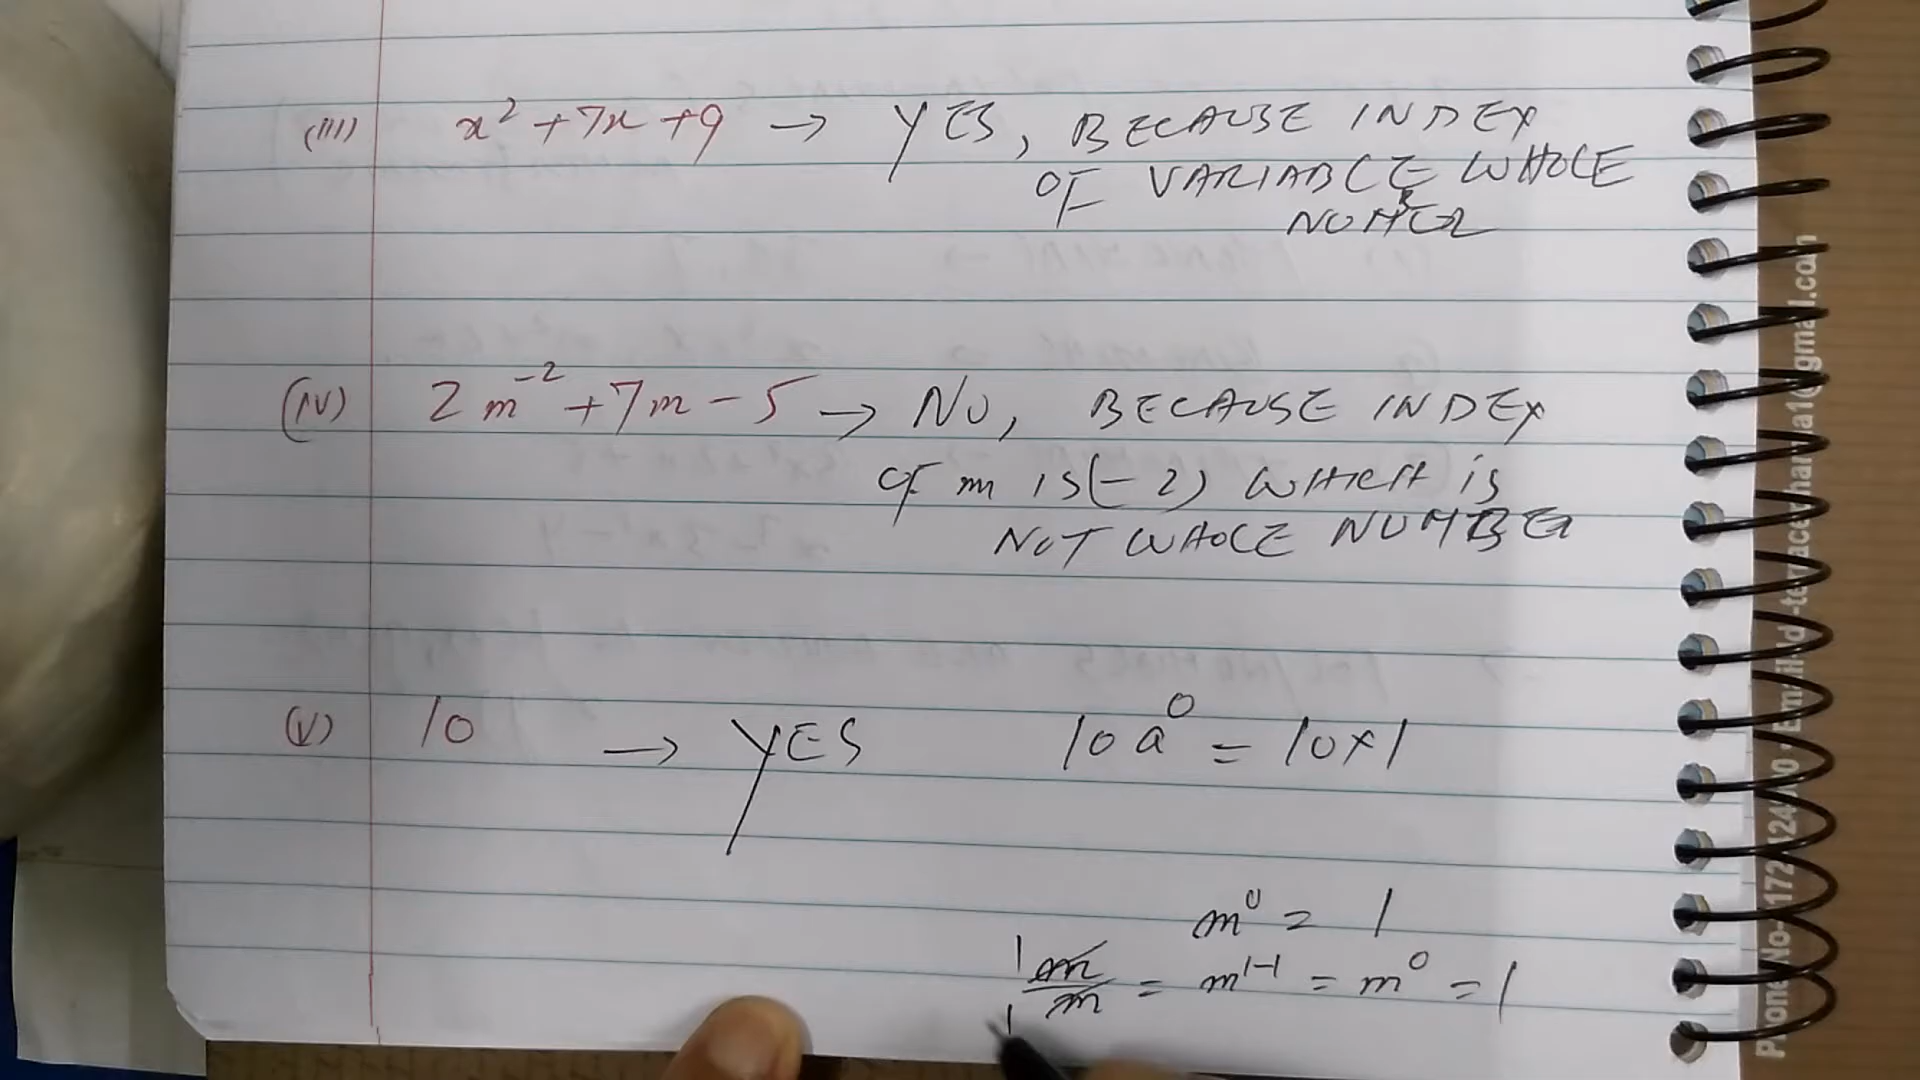 (iii) x² + 7x + 9 → YES, BECAUSE INDEX
OF VARIABLE WHOLE
NUMBER
(iv) 2m⁻² + 7m - 5 → NO, BECAUSE INDEX
OF m is (-2) WHICH is
NOT WHOLE NUMBER
(v) 10 → YES 10a⁰ = 10×1
m⁰ = 1
1m/1m = m¹⁻¹ = m⁰ = 1